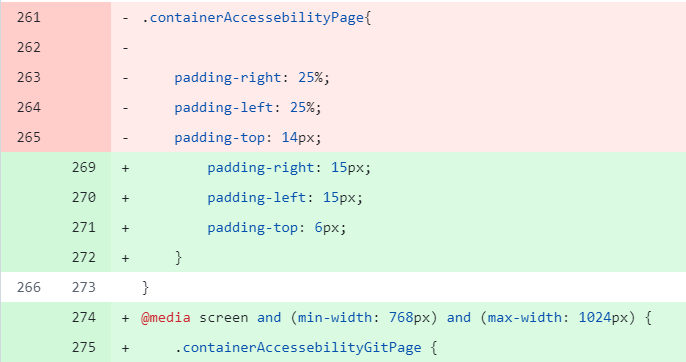 261 - .containerAccessebilityPage{
262 -
263 - padding-right: 25%;
264 - padding-left: 25%;
265 - padding-top: 14px;
269 + padding-right: 15px;
270 + padding-left: 15px;
271 + padding-top: 6px;
272 + }
266 273 }
274 + @media screen and (min-width: 768px) and (max-width: 1024px) {
275 + .containerAccessebilityGitPage {